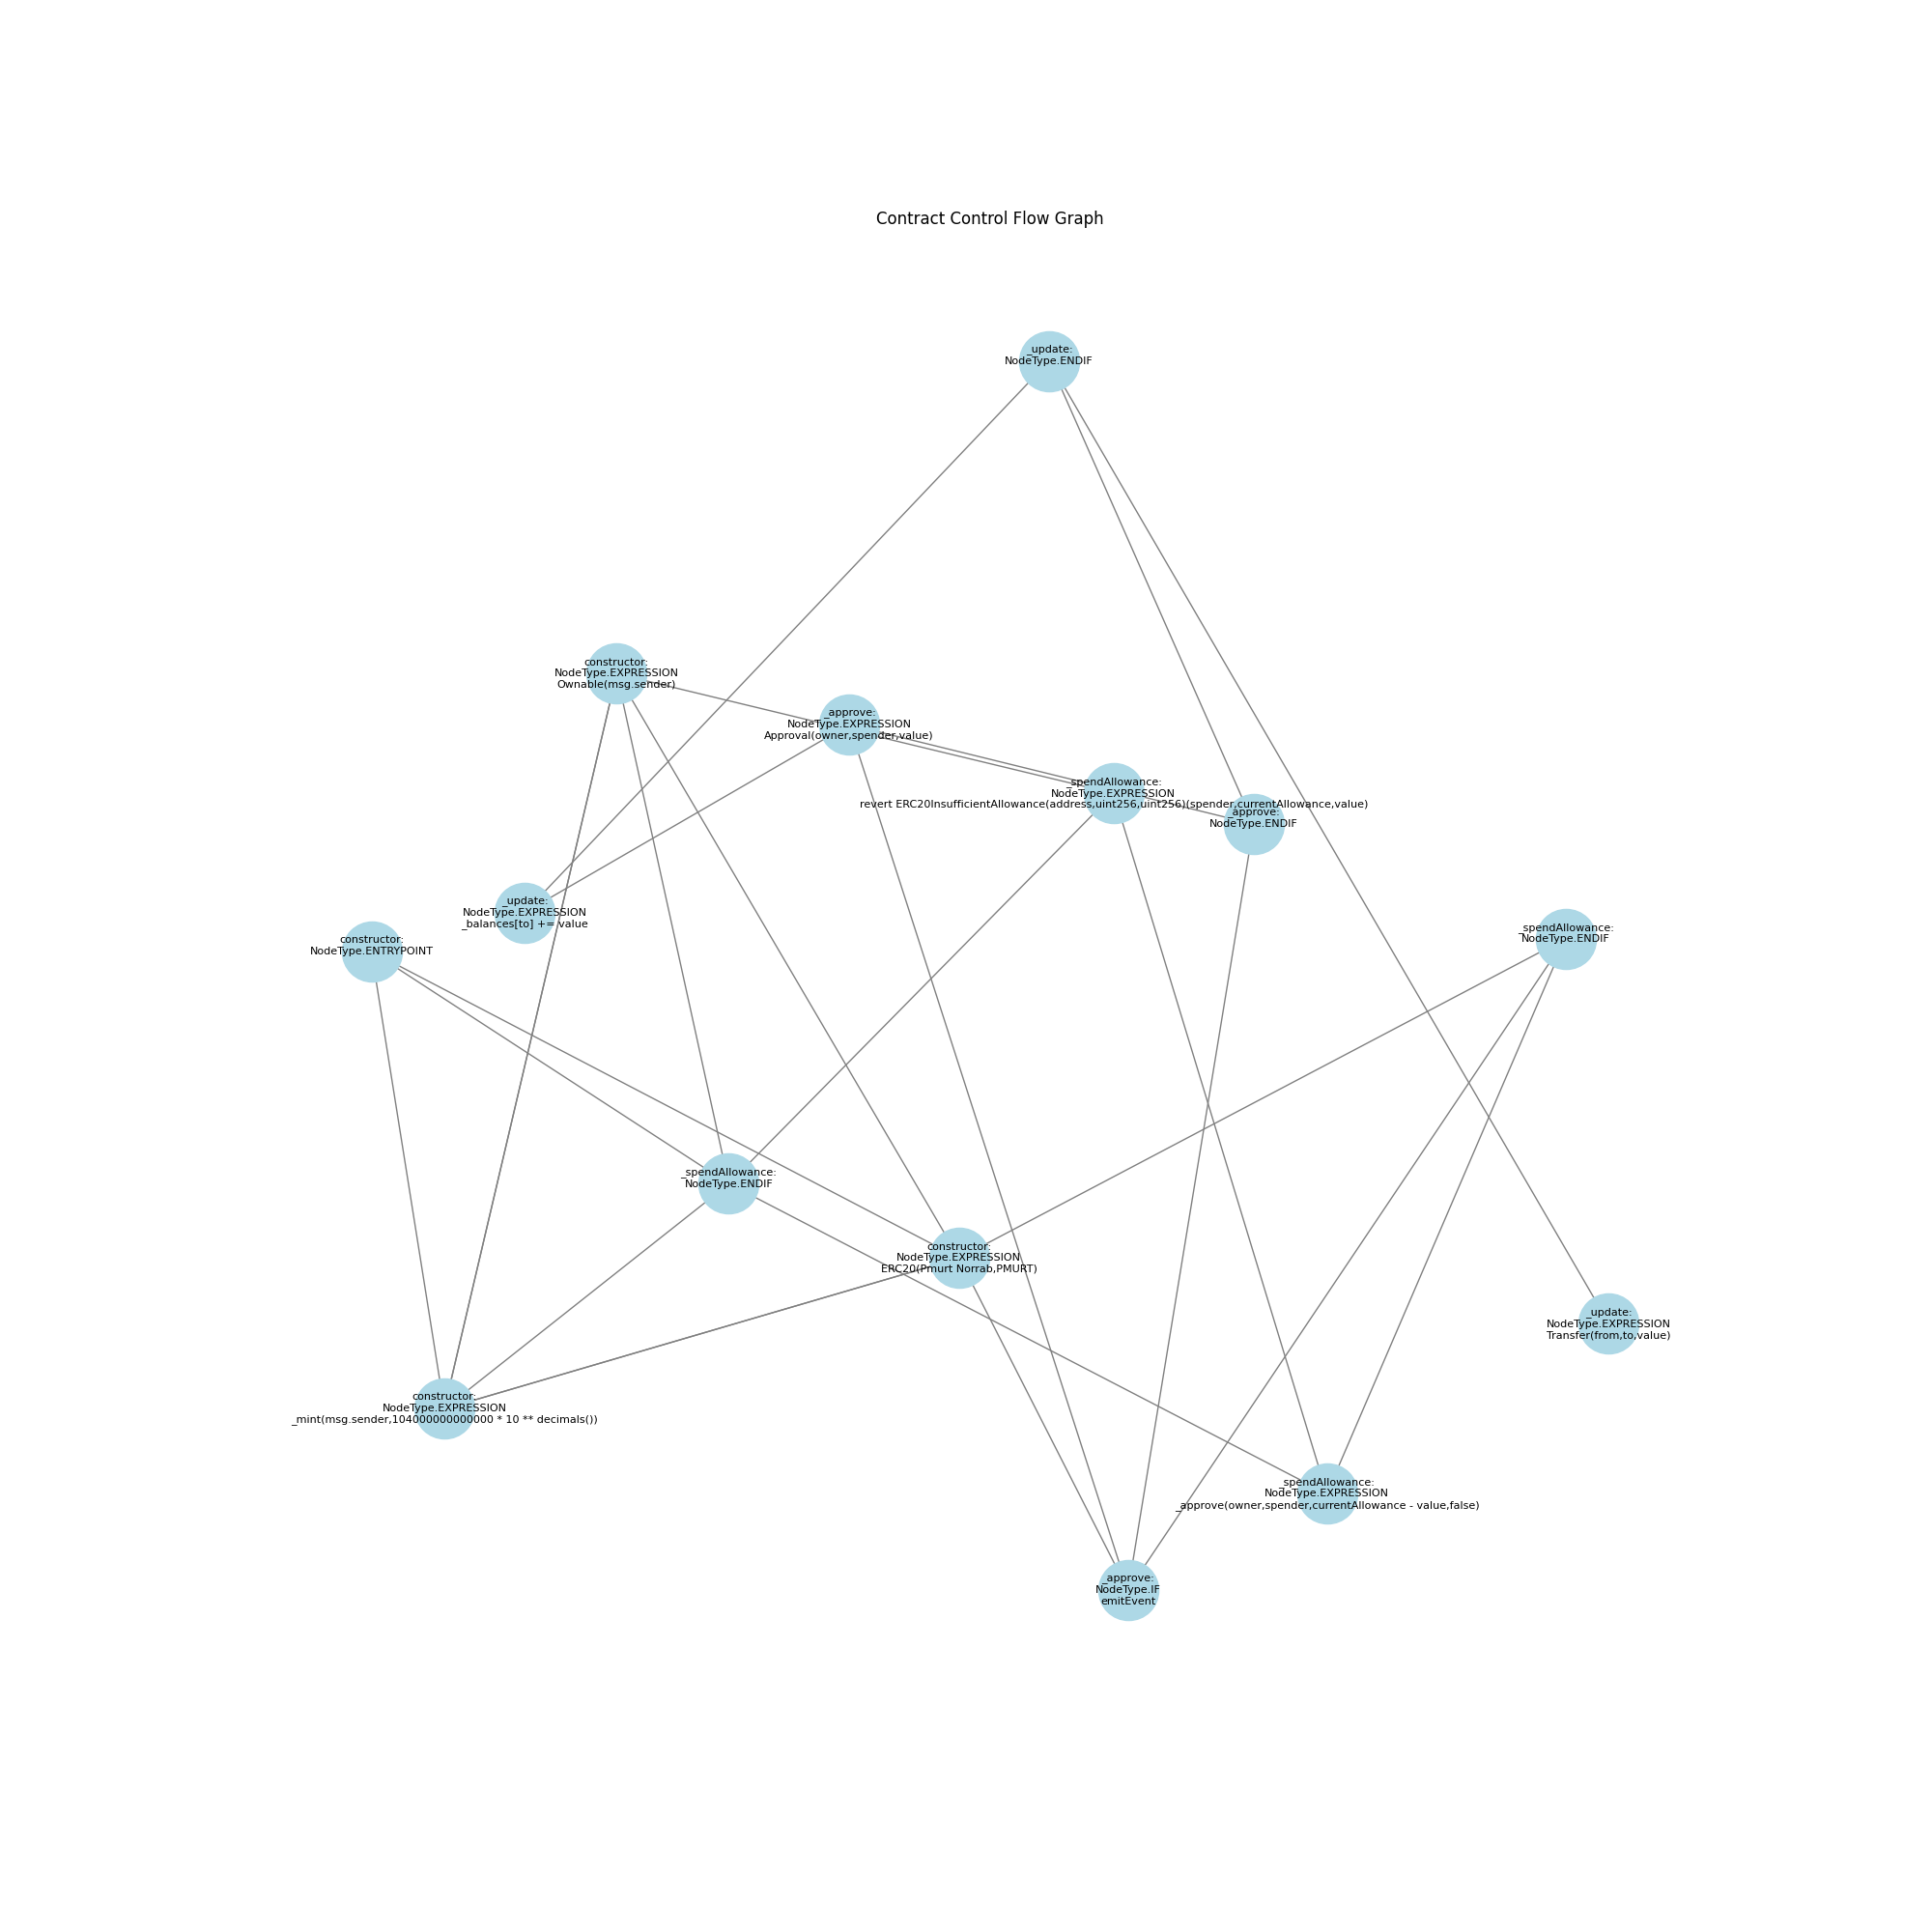 Contract Control Flow Graph
_update:
NodeType.ENDIF
constructor:
NodeType.EXPRESSION
Ownable(msg.sender)
_approve:
NodeType.EXPRESSION
Approval(owner,spender,value)
_spendAllowance:
NodeType.EXPRESSION
revert ERC20InsufficientAllowance(address,uint256,uint256)(spender,currentAllowance,value)
_approve:
NodeType.ENDIF
_update:
NodeType.EXPRESSION
_balances[to] += value
constructor:
NodeType.ENTRYPOINT
_spendAllowance:
NodeType.ENDIF
_spendAllowance:
NodeType.ENDIF
constructor:
NodeType.EXPRESSION
ERC20(Pmurt Norrab,PMURT)
_update:
NodeType.EXPRESSION
Transfer(from,to,value)
constructor:
NodeType.EXPRESSION
_mint(msg.sender,104000000000000 * 10 ** decimals())
_spendAllowance:
NodeType.EXPRESSION
_approve(owner,spender,currentAllowance - value,false)
_approve:
NodeType.IF
emitEvent